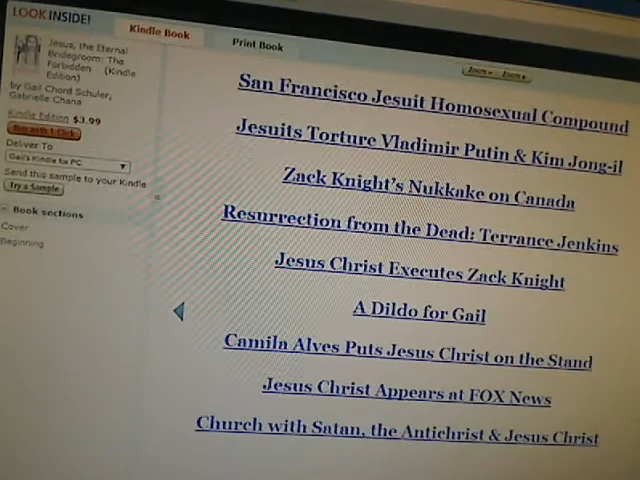 LOOK INSIDE!
Kindle Book
Print Book
Jesus, the Eternal
Bridegroom: The
Forbidden (Kindle
Edition)
by Gail Chord Schuler,
Gabrielle Chana
Kindle Edition $3.99
Buy with 1-Click
Deliver To
Gail's Kindle for PC
Send this sample to your Kindle
Try a Sample
Book sections
Cover
Beginning
Zoom - Zoom +
San Francisco Jesuit Homosexual Compound
Jesuits Torture Vladimir Putin & Kim Jong-il
Zack Knight's Nukkake on Canada
Resurrection from the Dead: Terrance Jenkins
Jesus Christ Executes Zack Knight
A Dildo for Gail
Camila Alves Puts Jesus Christ on the Stand
Jesus Christ Appears at FOX News
Church with Satan, the Antichrist & Jesus Christ